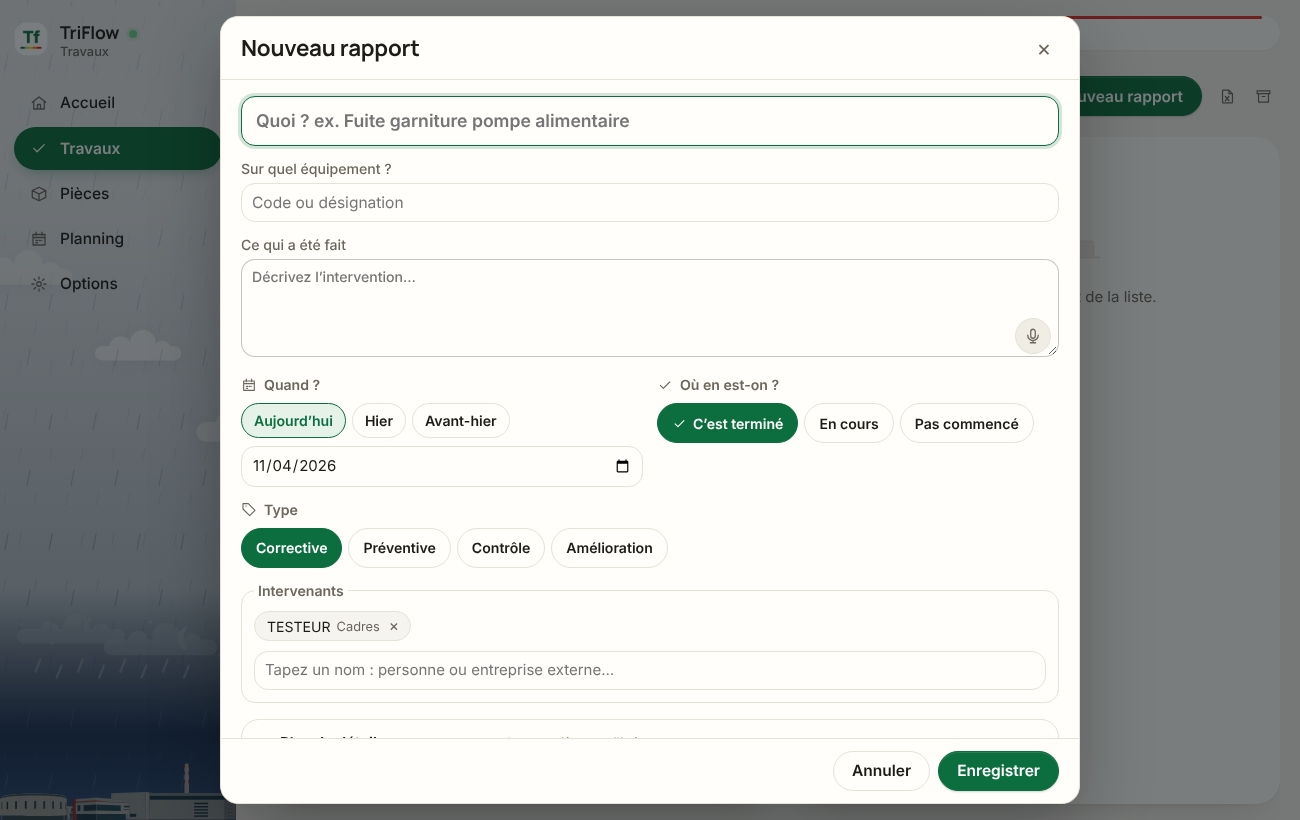 Tf
TriFlow
Travaux
Accueil
Travaux
Pièces
Planning
Options
Nouveau rapport
×
uveau rapport
Quoi ? ex. Fuite garniture pompe alimentaire
Sur quel équipement ?
Code ou désignation
Ce qui a été fait
Décrivez l’intervention…
de la liste.
Quand ?
Aujourd’hui Hier Avant-hier
11/04/2026
Où en est-on ?
C’est terminé En cours Pas commencé
Type
Corrective Préventive Contrôle Amélioration
Intervenants
TESTEUR Cadres ×
Tapez un nom : personne ou entreprise externe…
Annuler Enregistrer